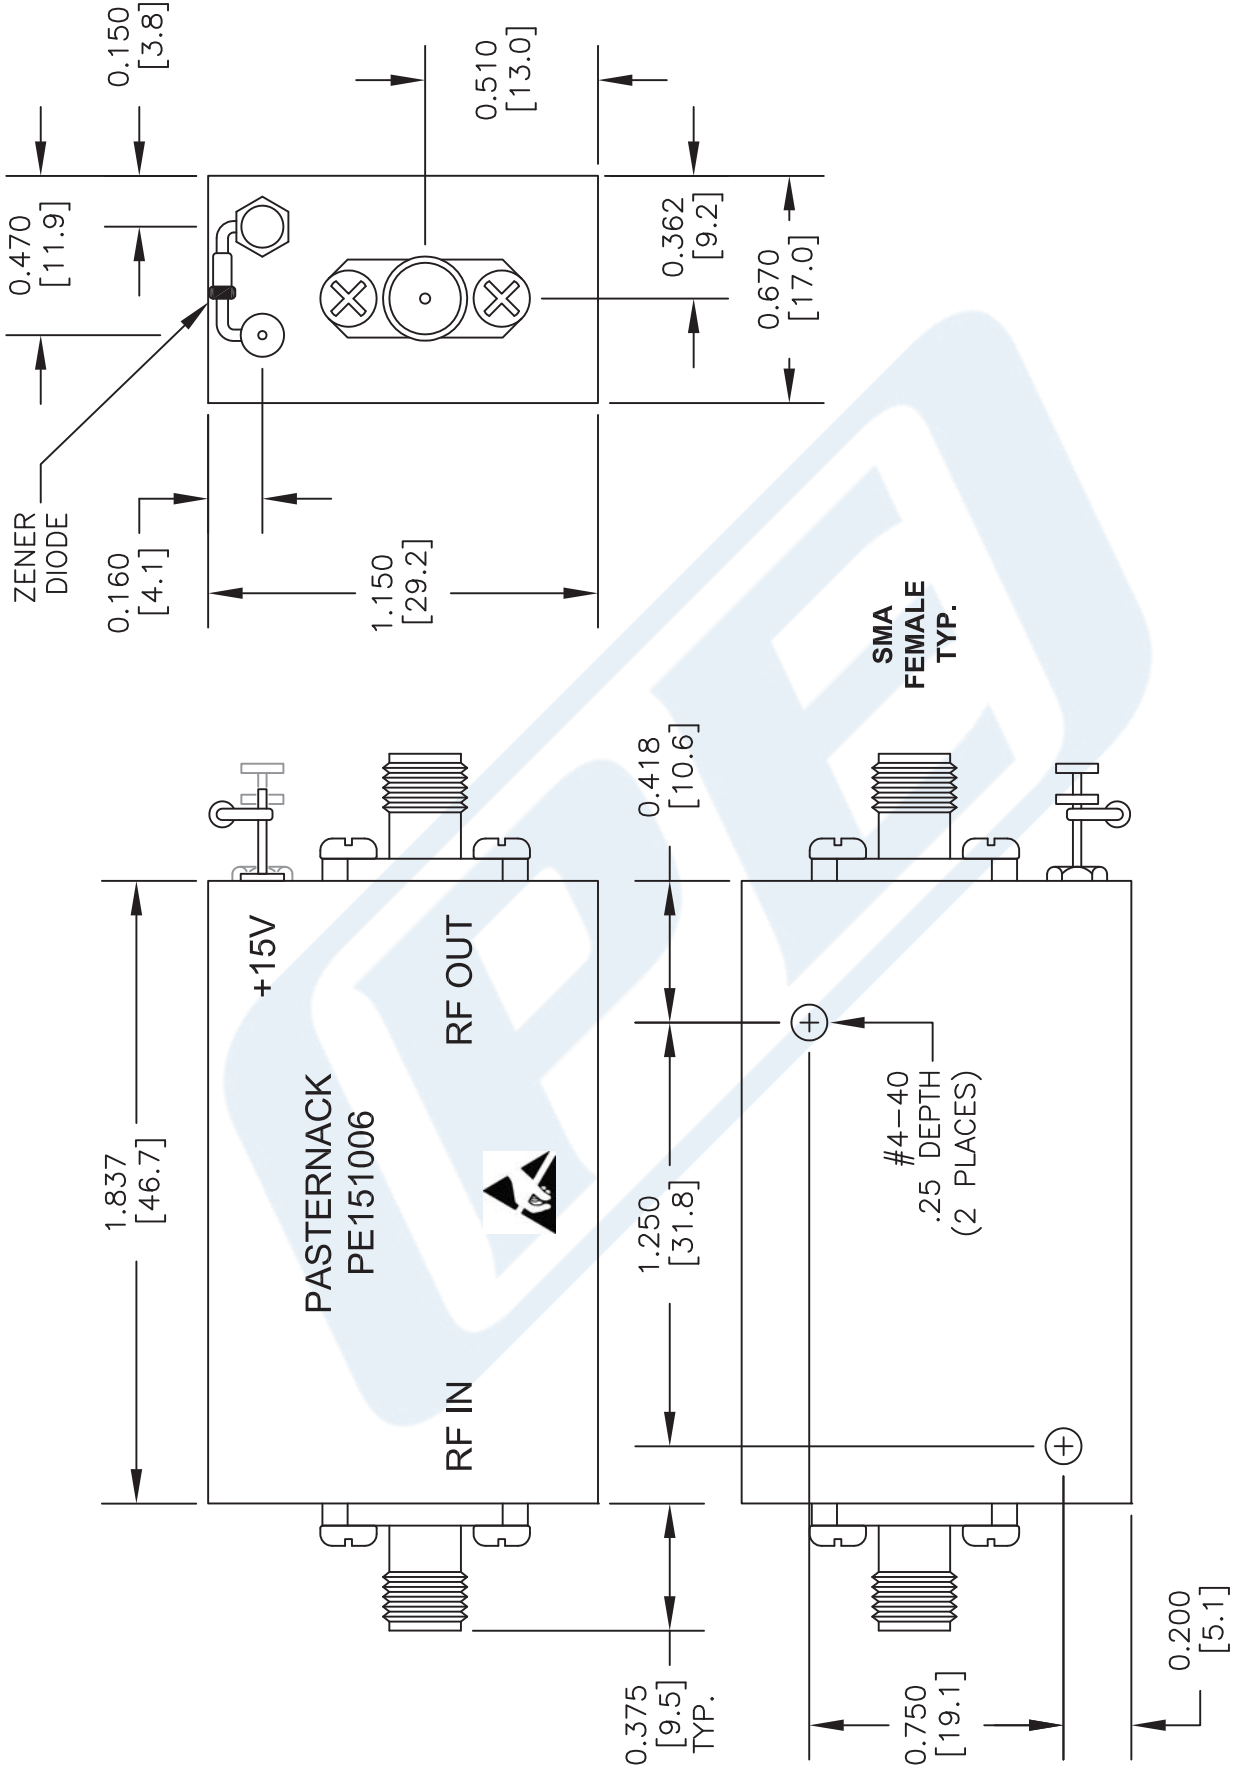 1.837
[46.7]
+15V
PASTERNACK
PE151006
RF IN
RF OUT
0.375
[9.5]
TYP.
1.250
[31.8]
0.418
[10.6]
#4-40
.25 DEPTH
(2 PLACES)
0.750
[19.1]
0.200
[5.1]
SMA
FEMALE
TYP.
ZENER
DIODE
0.470
[11.9]
0.150
[3.8]
0.160
[4.1]
1.150
[29.2]
0.510
[13.0]
0.362
[9.2]
0.670
[17.0]
PE